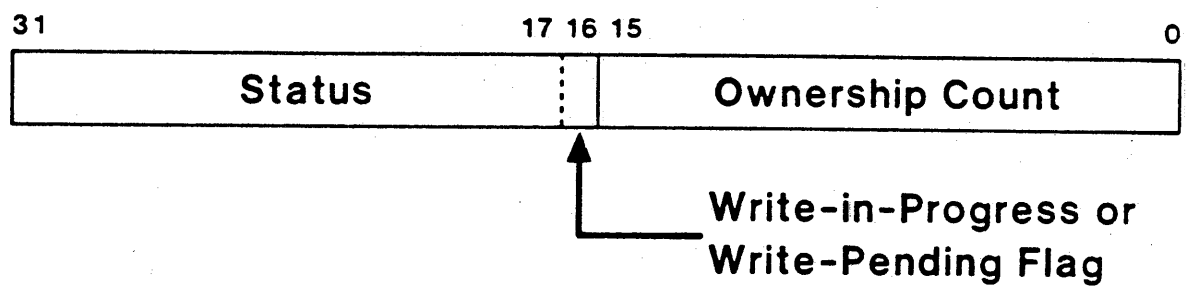 31 17 16 15 0
Status Ownership Count
Write-in-Progress or
Write-Pending Flag